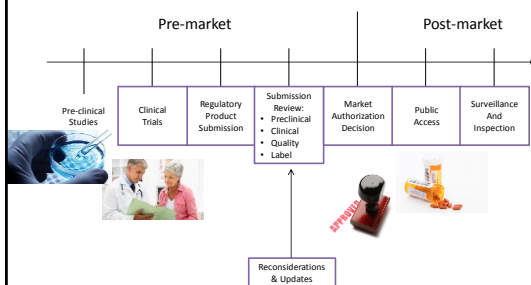 Pre-market
Post-market
Pre-clinical
Studies
Clinical
Trials
Regulatory
Product
Submission
Submission
Review:
• Preclinical
• Clinical
• Quality
• Label
Market
Authorization
Decision
Public
Access
Surveillance
And
Inspection
APPROVED
Reconsiderations
& Updates